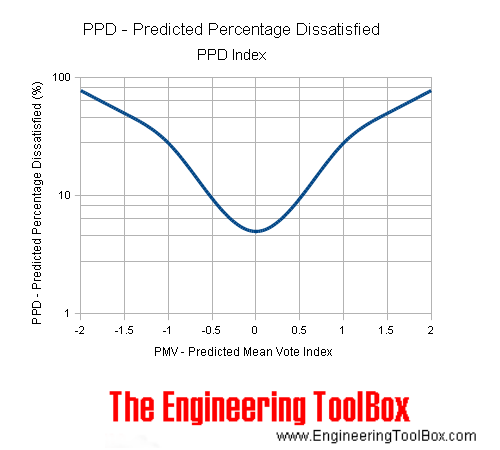 PPD - Predicted Percentage Dissatisfied
PPD Index
PPD - Predicted Percentage Dissatisfied (%)
100
10
1
-2 -1.5 -1 -0.5 0 0.5 1 1.5 2
PMV - Predicted Mean Vote Index
The Engineering ToolBox
www.EngineeringToolBox.com